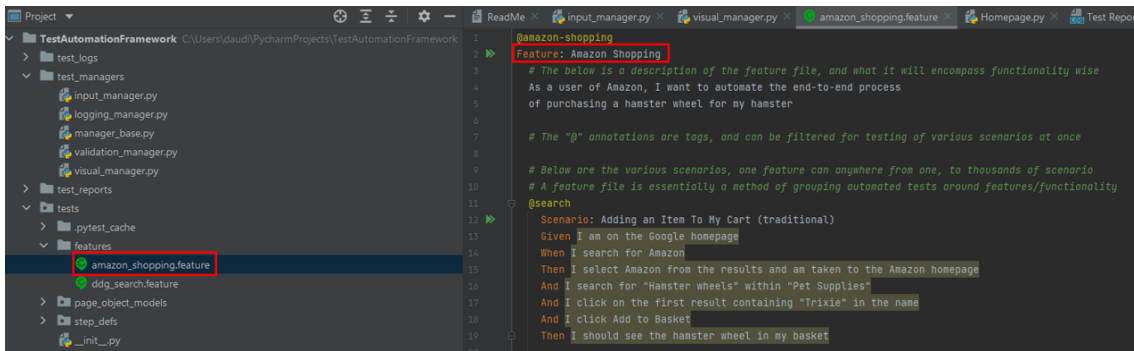 Project
TestAutomationFramework C:\Users\daudi\PycharmProjects\TestAutomationFramework
test_logs
test_managers
input_manager.py
logging_manager.py
manager_base.py
validation_manager.py
visual_manager.py
test_reports
tests
.pytest_cache
features
amazon_shopping.feature
ddg_search.feature
page_object_models
step_defs
__init__.py
ReadMe
input_manager.py
visual_manager.py
amazon_shopping.feature
Homepage.py
Test Repor
1 @amazon-shopping
2 Feature: Amazon Shopping
3 # The below is a description of the feature file, and what it will encompass functionality wise
4 As a user of Amazon, I want to automate the end-to-end process
5 of purchasing a hamster wheel for my hamster
6
7 # The "@" annotations are tags, and can be filtered for testing of various scenarios at once
8
9 # Below are the various scenarios, one feature can anywhere from one, to thousands of scenario
10 # A feature file is essentially a method of grouping automated tests around features/functionality
11 @search
12 Scenario: Adding an Item To My Cart (traditional)
13 Given I am on the Google homepage
14 When I search for Amazon
15 Then I select Amazon from the results and am taken to the Amazon homepage
16 And I search for "Hamster wheels" within "Pet Supplies"
17 And I click on the first result containing "Trixie" in the name
18 And I click Add to Basket
19 Then I should see the hamster wheel in my basket